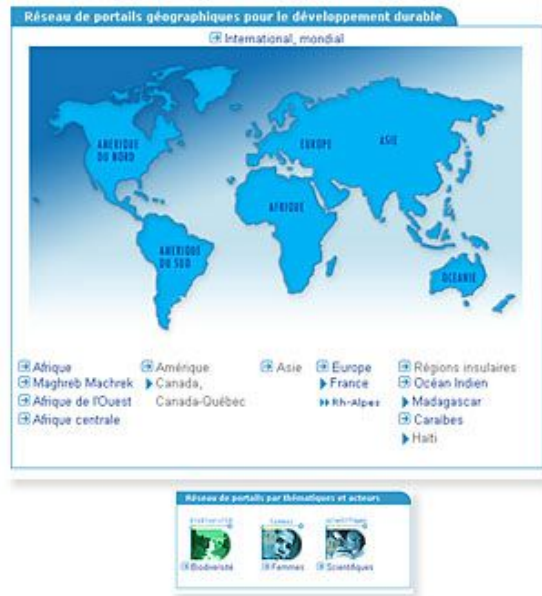 Réseau de portails géographiques pour le développement durable
International, mondial
AMERIQUE
DU NORD
EUROPE
ASIE
AFRIQUE
AMERIQUE
DU SUD
OCEANIE
Afrique
Maghreb Machrek
Afrique de l'Ouest
Afrique centrale
Amérique
Canada,
Canada-Québec
Asie
Europe
France
Rh-Alpes
Régions insulaires
Océan Indien
Madagascar
Caraibes
Haiti
Réseau de portails par thématiques et acteurs
Biodiversité
Femmes
Scientifiques